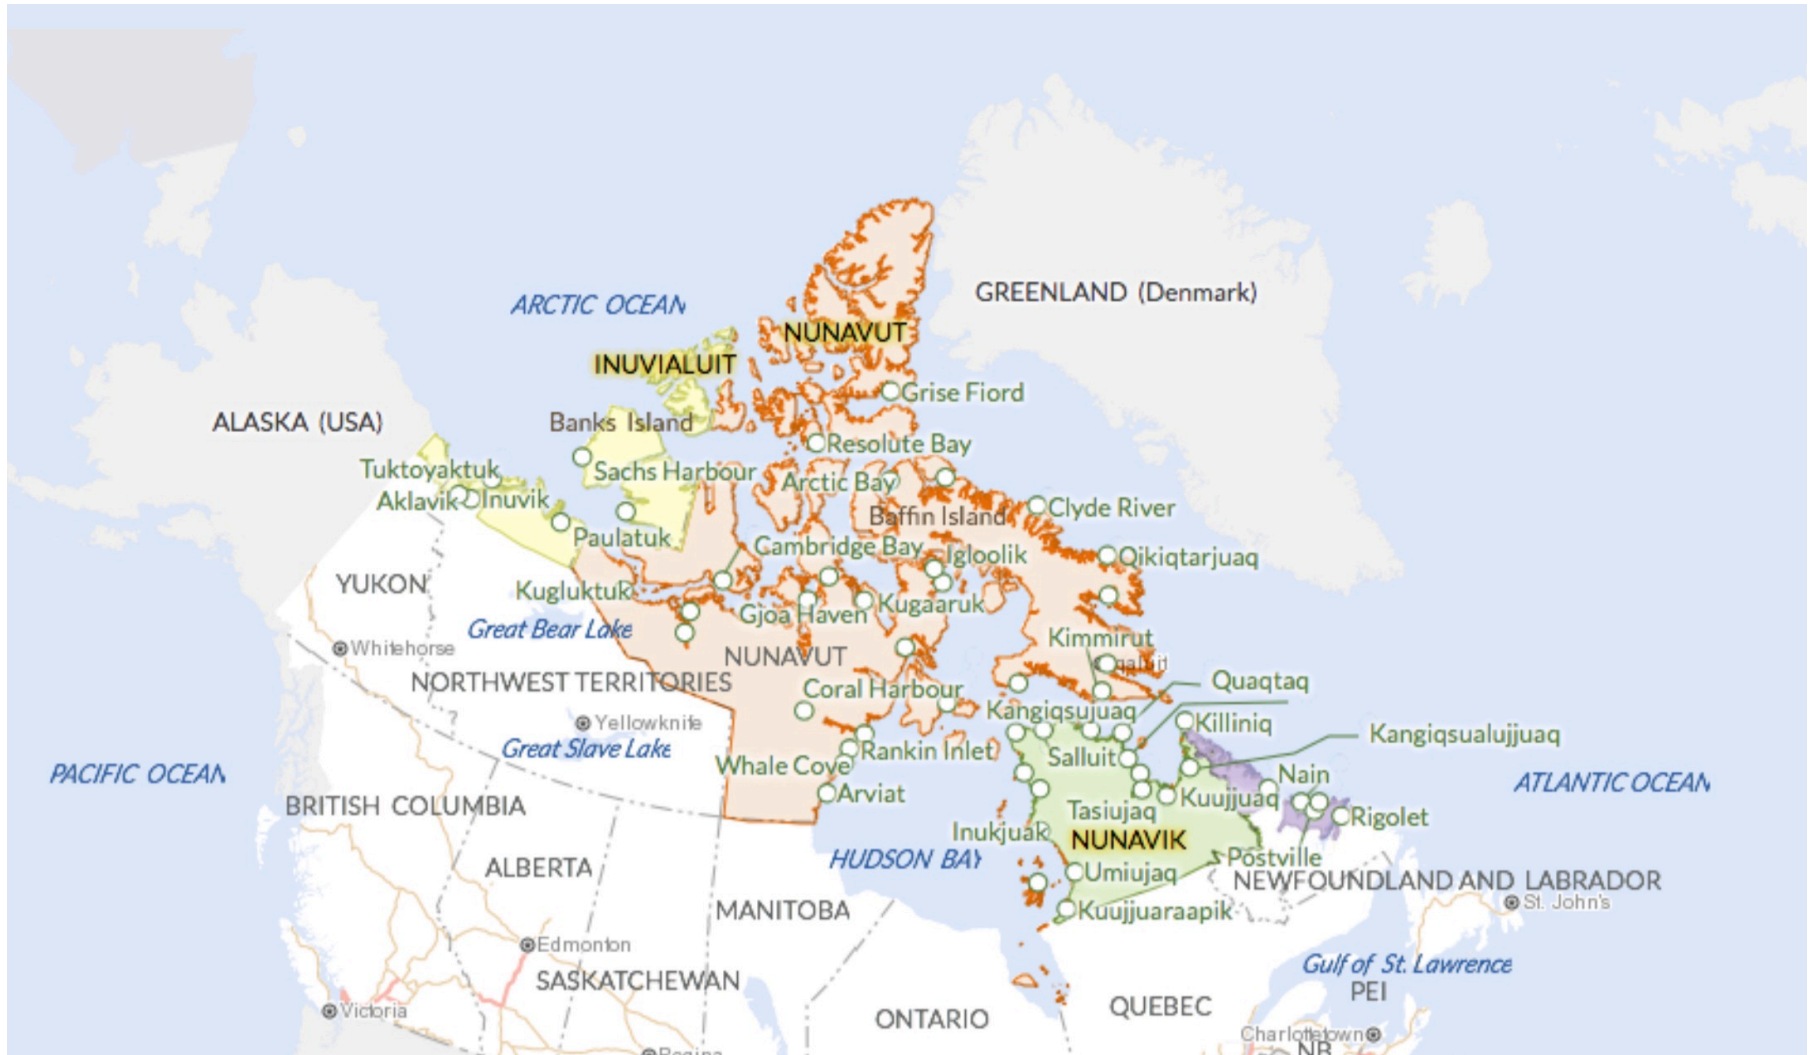 GREENLAND (Denmark)
ARCTIC OCEAN
NUNAVUT
INUVIALUIT
Grise Fiord
ALASKA (USA)
Banks Island
Resolute Bay
Tuktoyaktuk
Sachs Harbour
Arctic Bay
Aklavik
Inuvik
Clyde River
Baffin Island
Paulatuk
Cambridge Bay
Igloolik
Qikiqtarjuaq
YUKON
Kugluktuk
Gjoa Haven
Kugaaruk
Great Bear Lake
Kimmirut
Whitehorse
NUNAVUT
NORTHWEST TERRITORIES
Coral Harbour
Quaqtaq
Kangiqsujuaq
Yellowknife
Killiniq
Great Slave Lake
Rankin Inlet
Kangiqsualujjuaq
Whale Cove
Salluit
PACIFIC OCEAN
Nain
ATLANTIC OCEAN
Arviat
Kuujjuaq
BRITISH COLUMBIA
Tasiujaq
Rigolet
Inukjuak
NUNAVIK
HUDSON BAY
Postville
ALBERTA
Umiujaq
NEWFOUNDLAND AND LABRADOR
St. John's
MANITOBA
Kuujjuaraapik
Edmonton
Gulf of St. Lawrence
SASKATCHEWAN
PEI
Victoria
QUEBEC
ONTARIO
Charlottetown
NB
Regina